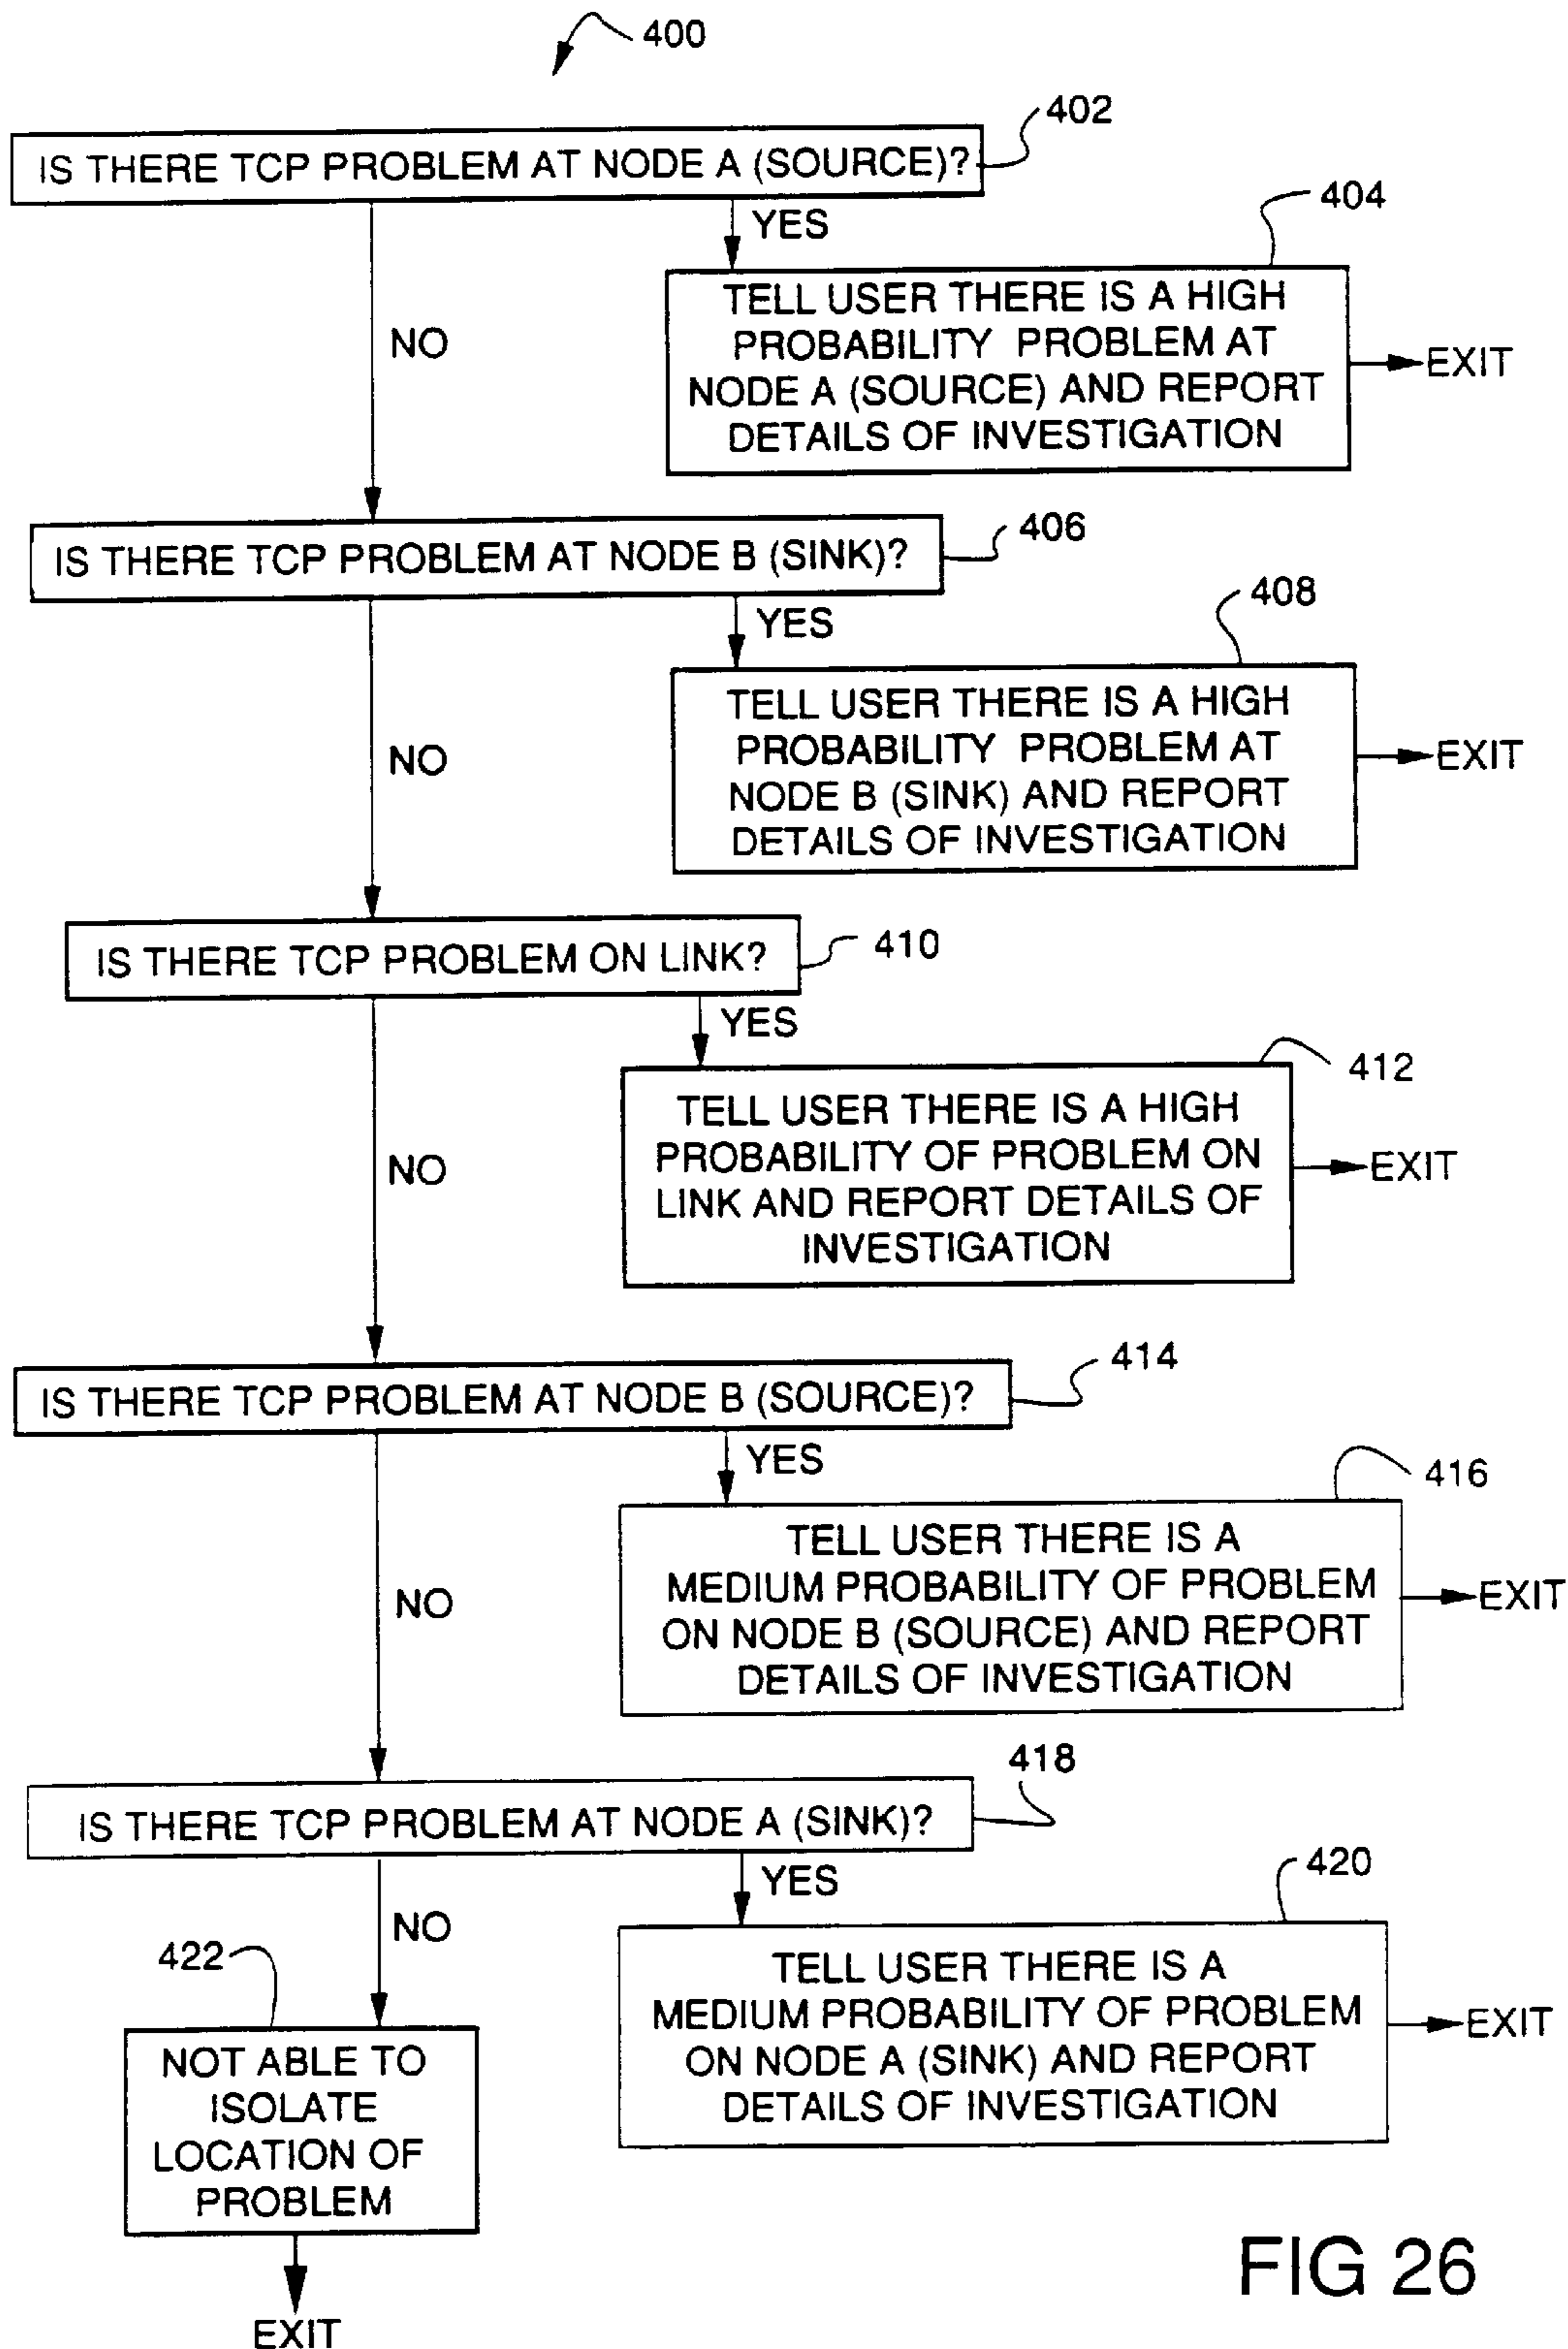 400
402
IS THERE TCP PROBLEM AT NODE A (SOURCE)?
YES
404
TELL USER THERE IS A HIGH
PROBABILITY PROBLEM AT
NODE A (SOURCE) AND REPORT
DETAILS OF INVESTIGATION
EXIT
NO
406
IS THERE TCP PROBLEM AT NODE B (SINK)?
YES
408
TELL USER THERE IS A HIGH
PROBABILITY PROBLEM AT
NODE B (SINK) AND REPORT
DETAILS OF INVESTIGATION
EXIT
NO
410
IS THERE TCP PROBLEM ON LINK?
YES
412
TELL USER THERE IS A HIGH
PROBABILITY OF PROBLEM ON
LINK AND REPORT DETAILS OF
INVESTIGATION
EXIT
NO
414
IS THERE TCP PROBLEM AT NODE B (SOURCE)?
YES
416
TELL USER THERE IS A
MEDIUM PROBABILITY OF PROBLEM
ON NODE B (SOURCE) AND REPORT
DETAILS OF INVESTIGATION
EXIT
NO
418
IS THERE TCP PROBLEM AT NODE A (SINK)?
YES
420
TELL USER THERE IS A
MEDIUM PROBABILITY OF PROBLEM
ON NODE A (SINK) AND REPORT
DETAILS OF INVESTIGATION
EXIT
NO
422
NOT ABLE TO
ISOLATE
LOCATION OF
PROBLEM
EXIT
FIG 26